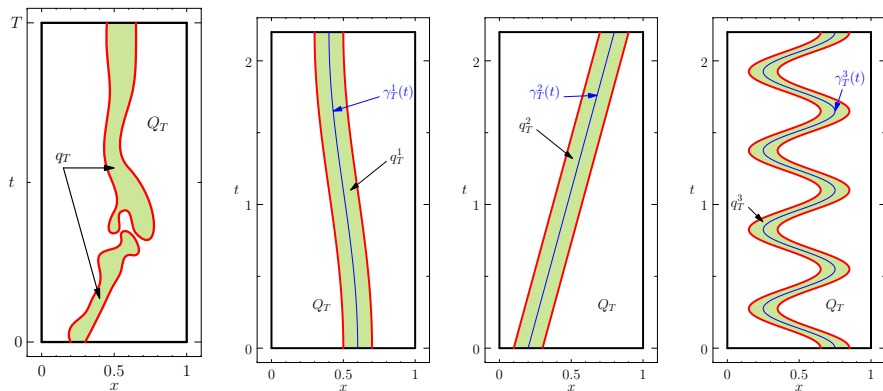 T
t
0
q_T
Q_T
0 0.5 1
x
2
t
1
0
γ_T^1(t)
q_T^1
Q_T
0 0.5 1
x
2
t
1
0
γ_T^2(t)
q_T^2
Q_T
0 0.5 1
x
2
t
1
0
γ_T^3(t)
q_T^3
Q_T
0 0.5 1
x